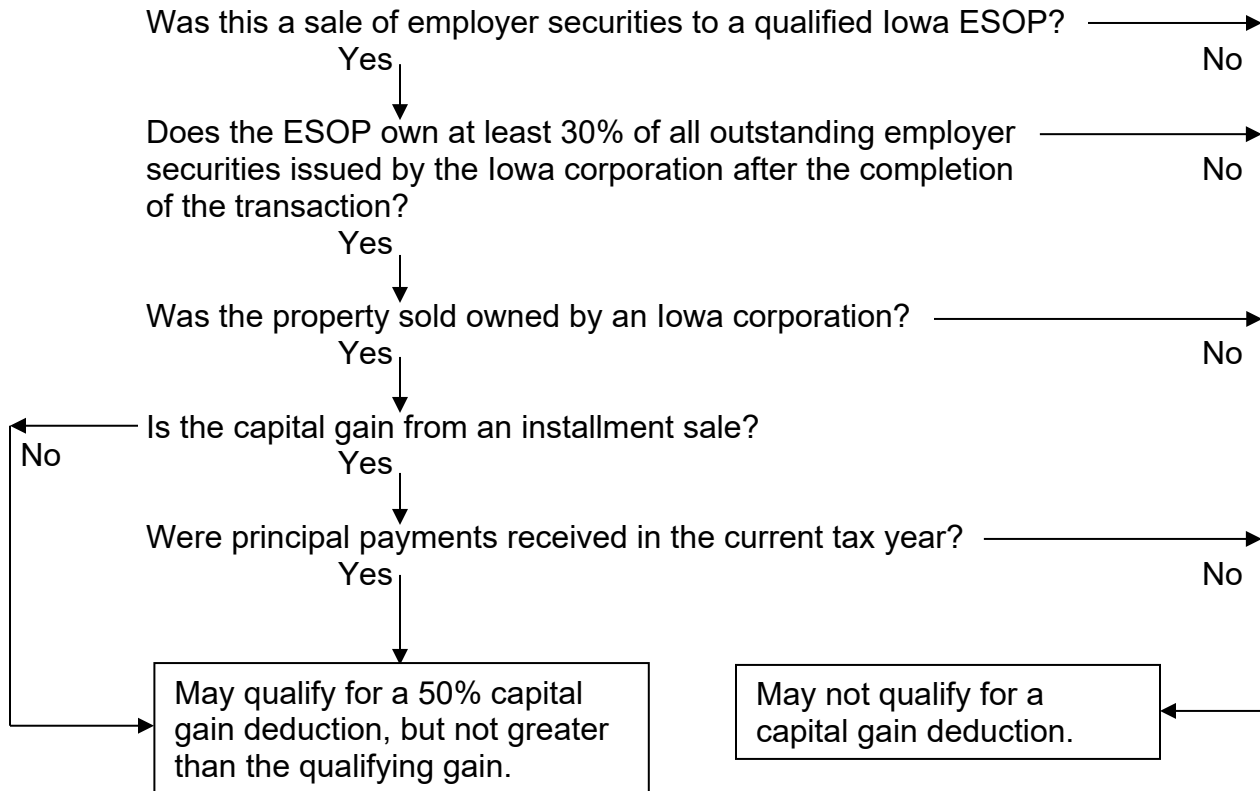 Was this a sale of employer securities to a qualified Iowa ESOP?
Yes
No
Does the ESOP own at least 30% of all outstanding employer
securities issued by the Iowa corporation after the completion
No
of the transaction?
Yes
Was the property sold owned by an Iowa corporation?
Yes
No
Is the capital gain from an installment sale?
No
Yes
Were principal payments received in the current tax year?
Yes
No
May qualify for a 50% capital
gain deduction, but not greater
than the qualifying gain.
May not qualify for a
capital gain deduction.